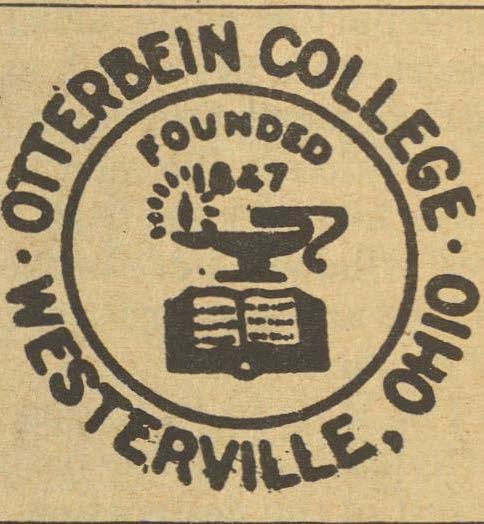 · OTTERBEIN COLLEGE ·
WESTERVILLE, OHIO
FOUNDED
1847